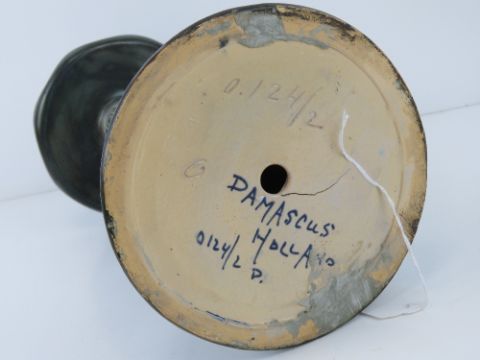 0.124/2
G
DAMASCUS
HOLLAND
0124/2 D.